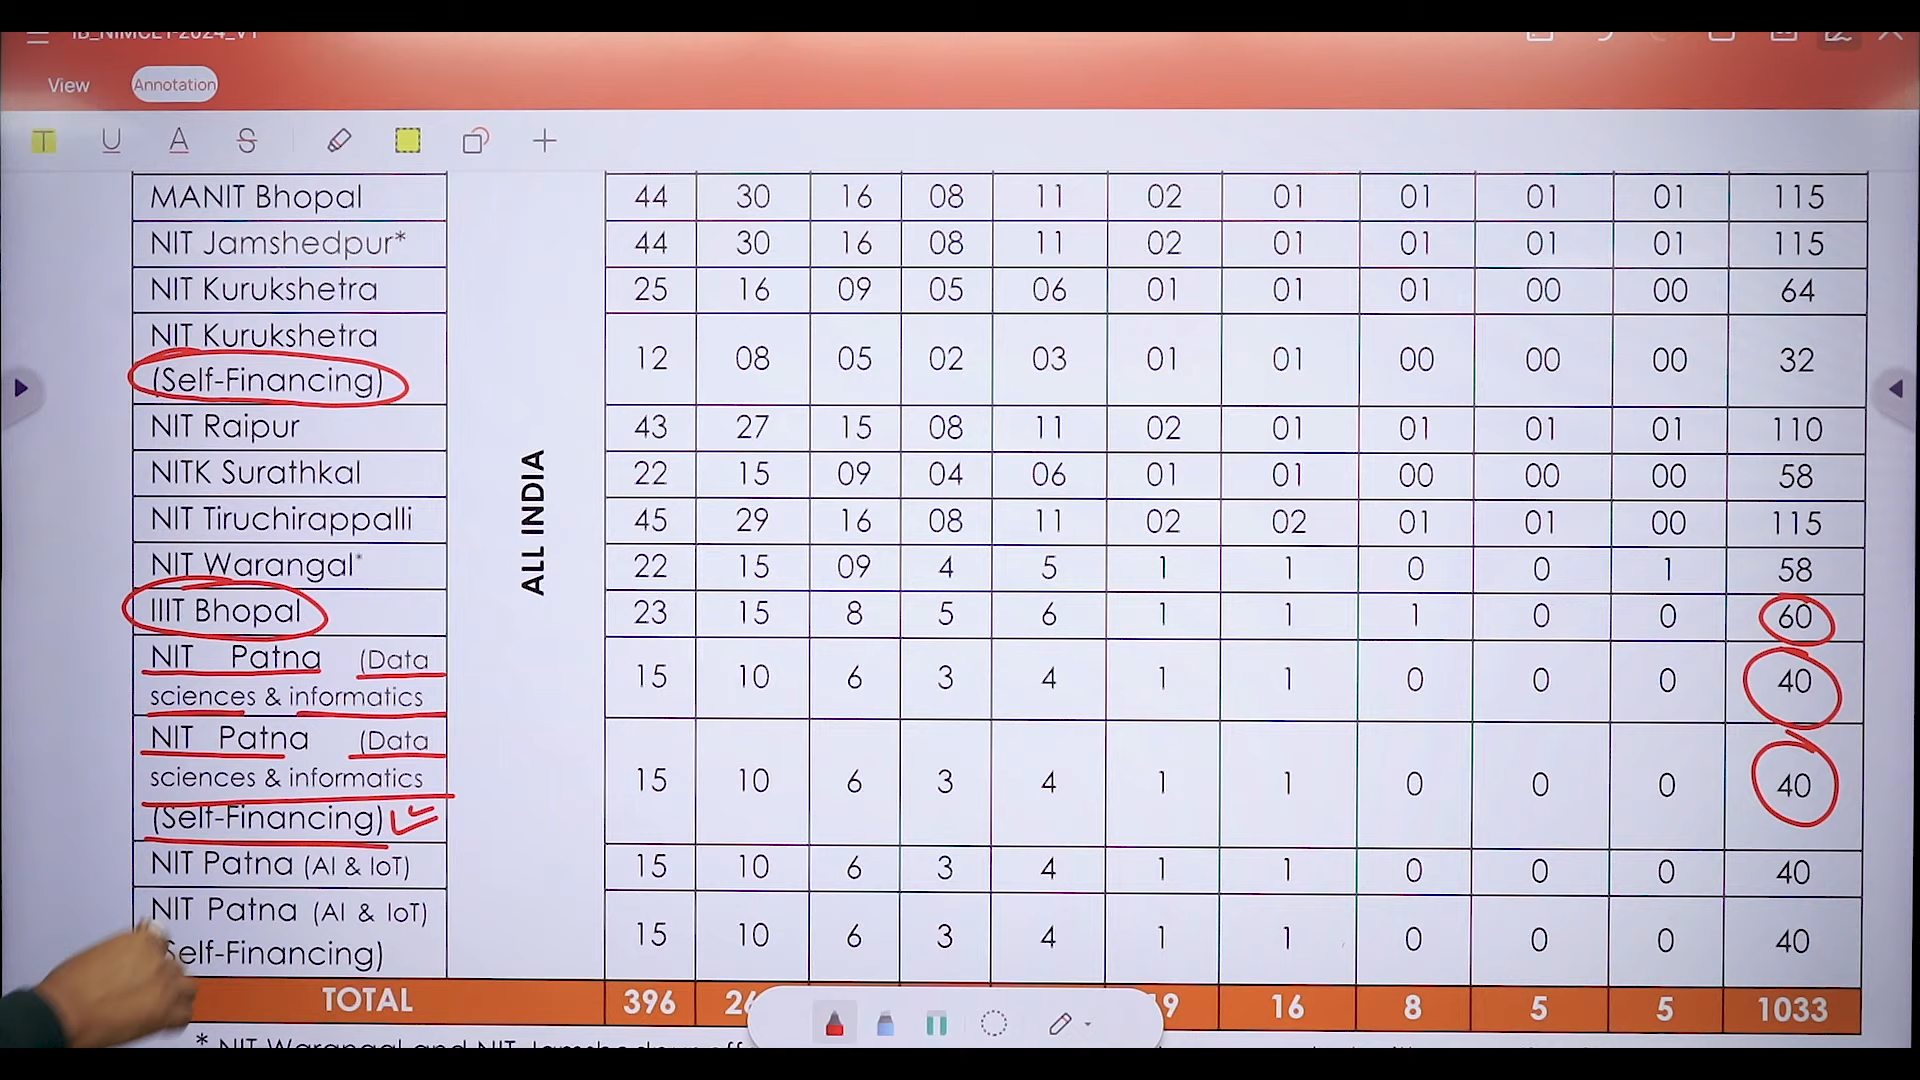 IB_NIMCET-2024_V1
View Annotation
T U A S
MANIT Bhopal 44 30 16 08 11 02 01 01 01 01 115
NIT Jamshedpur* 44 30 16 08 11 02 01 01 01 01 115
NIT Kurukshetra 25 16 09 05 06 01 01 01 00 00 64
NIT Kurukshetra
(Self-Financing) 12 08 05 02 03 01 01 00 00 00 32
NIT Raipur 43 27 15 08 11 02 01 01 01 01 110
NITK Surathkal 22 15 09 04 06 01 01 00 00 00 58
NIT Tiruchirappalli 45 29 16 08 11 02 02 01 01 00 115
ALL INDIA
NIT Warangal* 22 15 09 4 5 1 1 0 0 1 58
IIIT Bhopal 23 15 8 5 6 1 1 1 0 0 60
NIT Patna (Data
sciences & informatics 15 10 6 3 4 1 1 0 0 0 40
NIT Patna (Data
sciences & informatics
(Self-Financing) 15 10 6 3 4 1 1 0 0 0 40
NIT Patna (AI & IoT) 15 10 6 3 4 1 1 0 0 0 40
NIT Patna (AI & IoT)
Self-Financing) 15 10 6 3 4 1 1 0 0 0 40
TOTAL 396 26 9 16 8 5 5 1033
* NIT Warangal and NIT Jamshedpur off